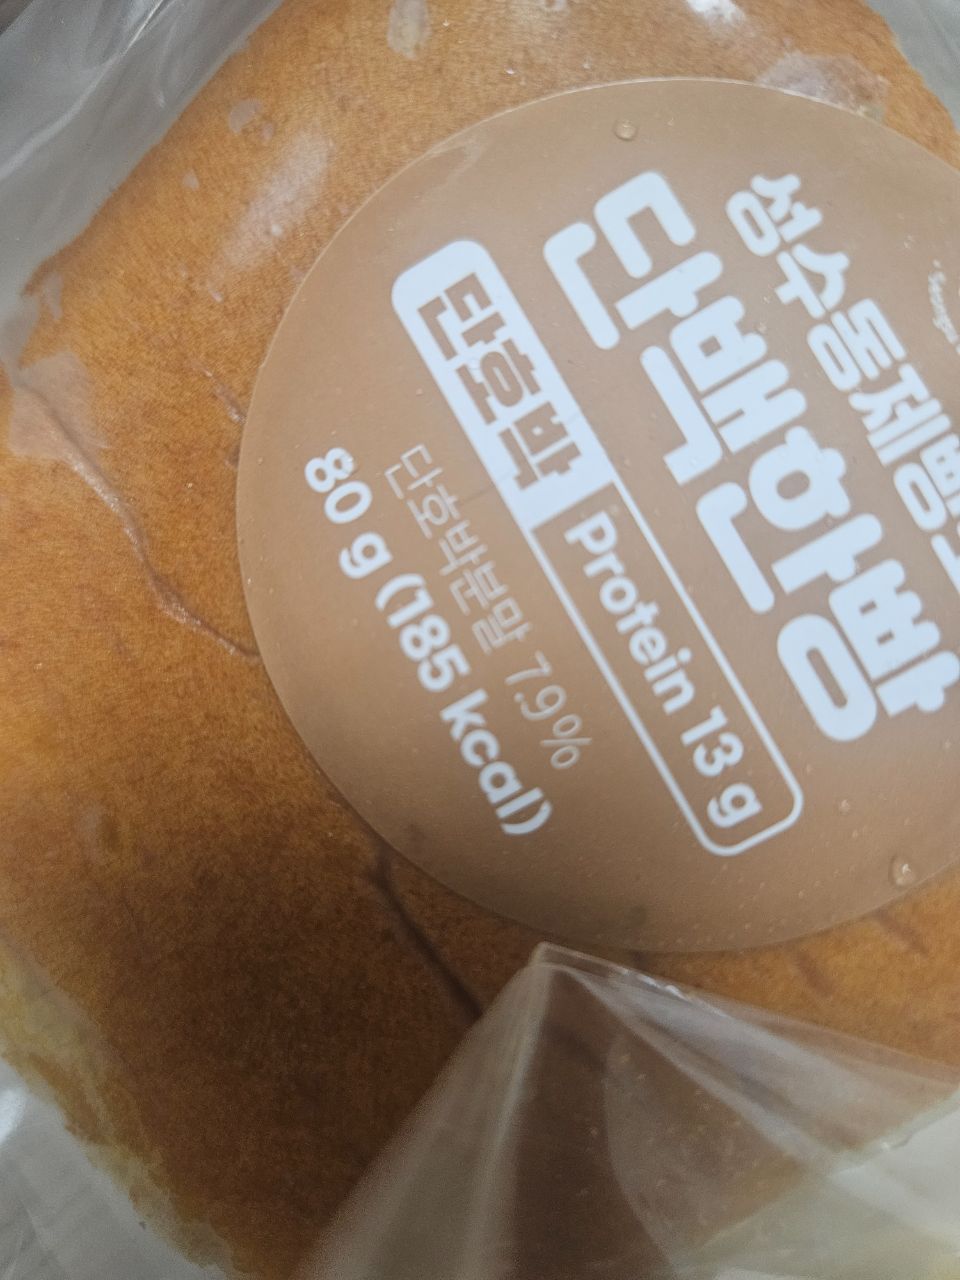 성수동제빵
단백한빵
단호박 Protein 13 g
단호박분말 7.9%
80 g (185 kcal)